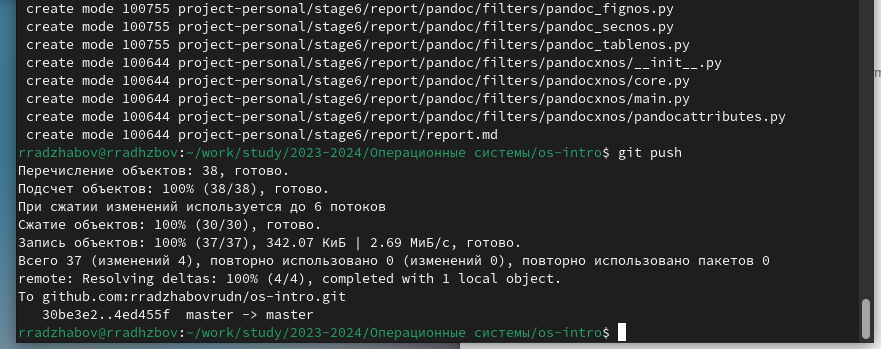 create mode 100755 project-personal/stage6/report/pandoc/filters/pandoc_fignos.py
create mode 100755 project-personal/stage6/report/pandoc/filters/pandoc_secnos.py
create mode 100755 project-personal/stage6/report/pandoc/filters/pandoc_tablenos.py
create mode 100644 project-personal/stage6/report/pandoc/filters/pandocxnos/__init__.py
create mode 100644 project-personal/stage6/report/pandoc/filters/pandocxnos/core.py
create mode 100644 project-personal/stage6/report/pandoc/filters/pandocxnos/main.py
create mode 100644 project-personal/stage6/report/pandoc/filters/pandocxnos/pandocattributes.py
create mode 100644 project-personal/stage6/report/report.md
rradzhabov@rradhzbov:~/work/study/2023-2024/Операционные системы/os-intro$ git push
Перечисление объектов: 38, готово.
Подсчет объектов: 100% (38/38), готово.
При сжатии изменений используется до 6 потоков
Сжатие объектов: 100% (30/30), готово.
Запись объектов: 100% (37/37), 342.07 КиБ | 2.69 МиБ/с, готово.
Всего 37 (изменений 4), повторно использовано 0 (изменений 0), повторно использовано пакетов 0
remote: Resolving deltas: 100% (4/4), completed with 1 local object.
To github.com:rradzhabovrudn/os-intro.git
30be3e2..4ed455f  master -> master
rradzhabov@rradhzbov:~/work/study/2023-2024/Операционные системы/os-intro$